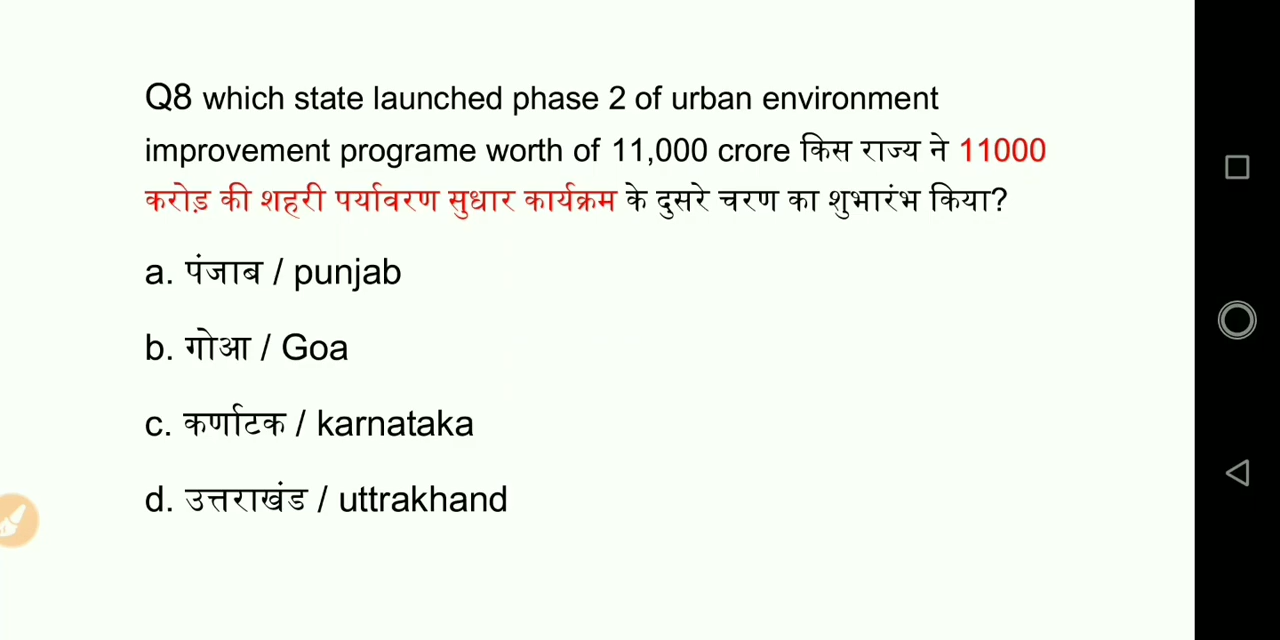 Q8 which state launched phase 2 of urban environment
improvement programe worth of 11,000 crore किस राज्य ने 11000
करोड़ की शहरी पर्यावरण सुधार कार्यक्रम के दुसरे चरण का शुभारंभ किया?
a. पंजाब / punjab
b. गोआ / Goa
c. कर्णाटक / karnataka
d. उत्तराखंड / uttrakhand